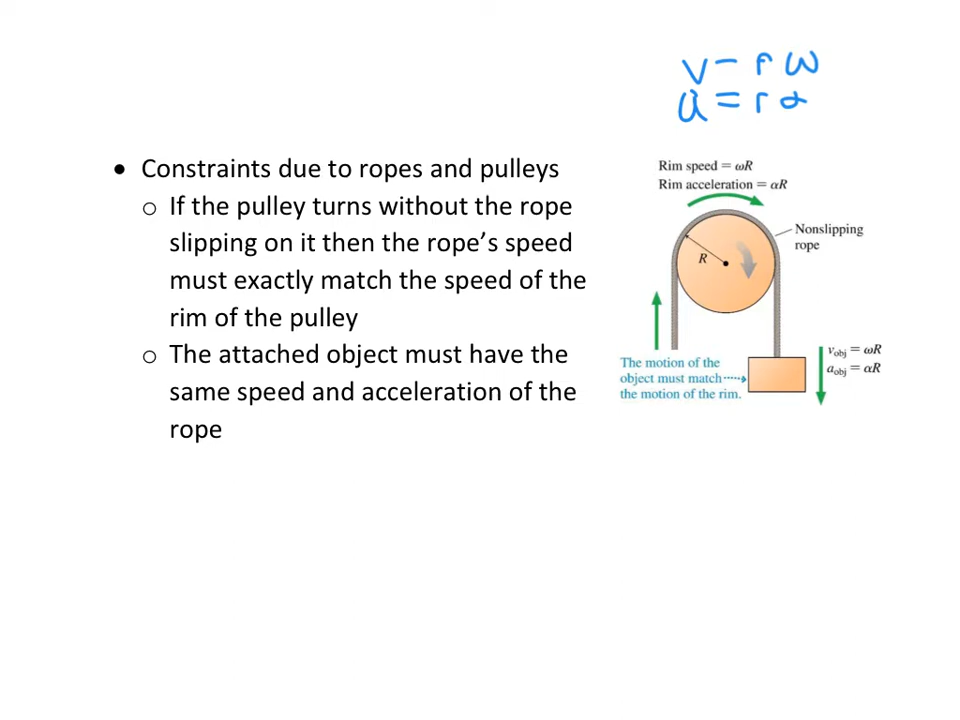 v = r ω
a = r α
• Constraints due to ropes and pulleys
○ If the pulley turns without the rope
slipping on it then the rope's speed
must exactly match the speed of the
rim of the pulley
○ The attached object must have the
same speed and acceleration of the
rope
Rim speed = ωR
Rim acceleration = αR
Nonslipping
rope
R
The motion of the
object must match
the motion of the rim.
v_obj = ωR
a_obj = αR